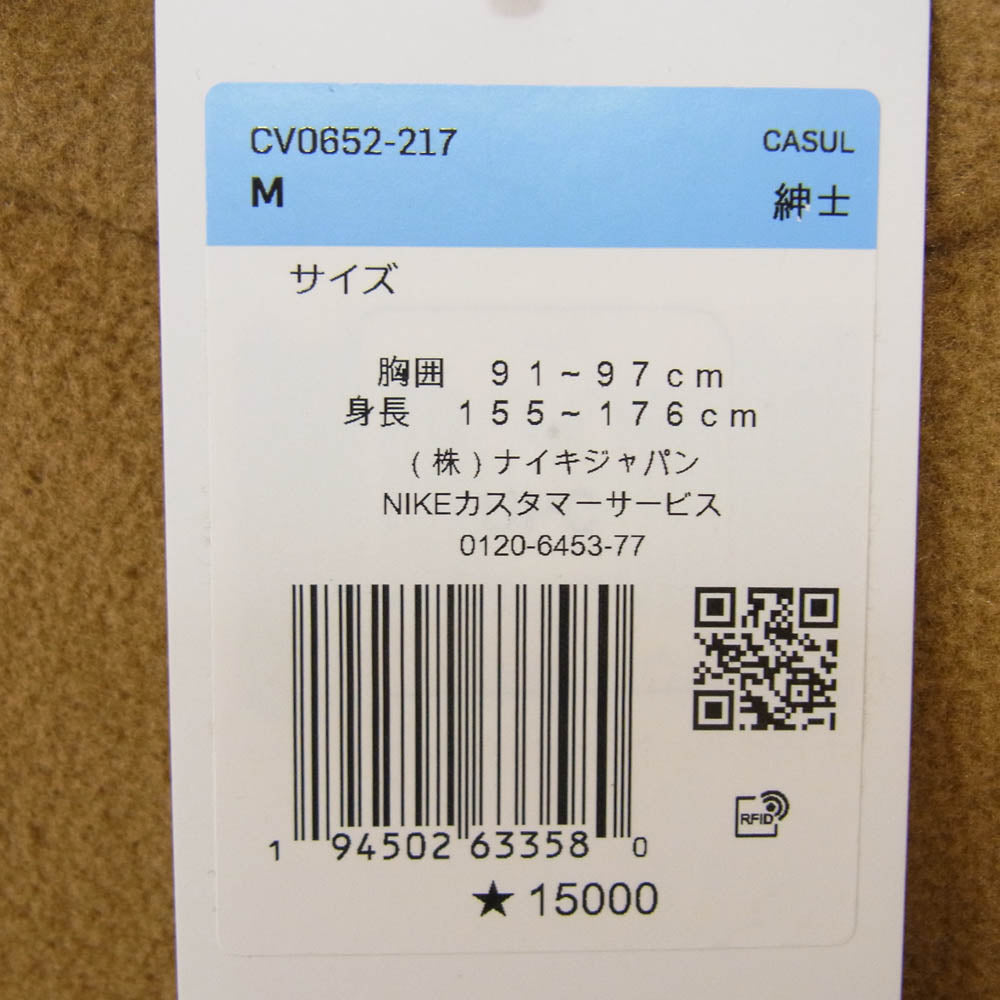 CV0652-217 CASUL
M 紳士
サイズ
胸囲 91~97cm
身長 155~176cm
(株)ナイキジャパン
NIKEカスタマーサービス
0120-6453-77
RFID
1 94502 63358 0
★15000